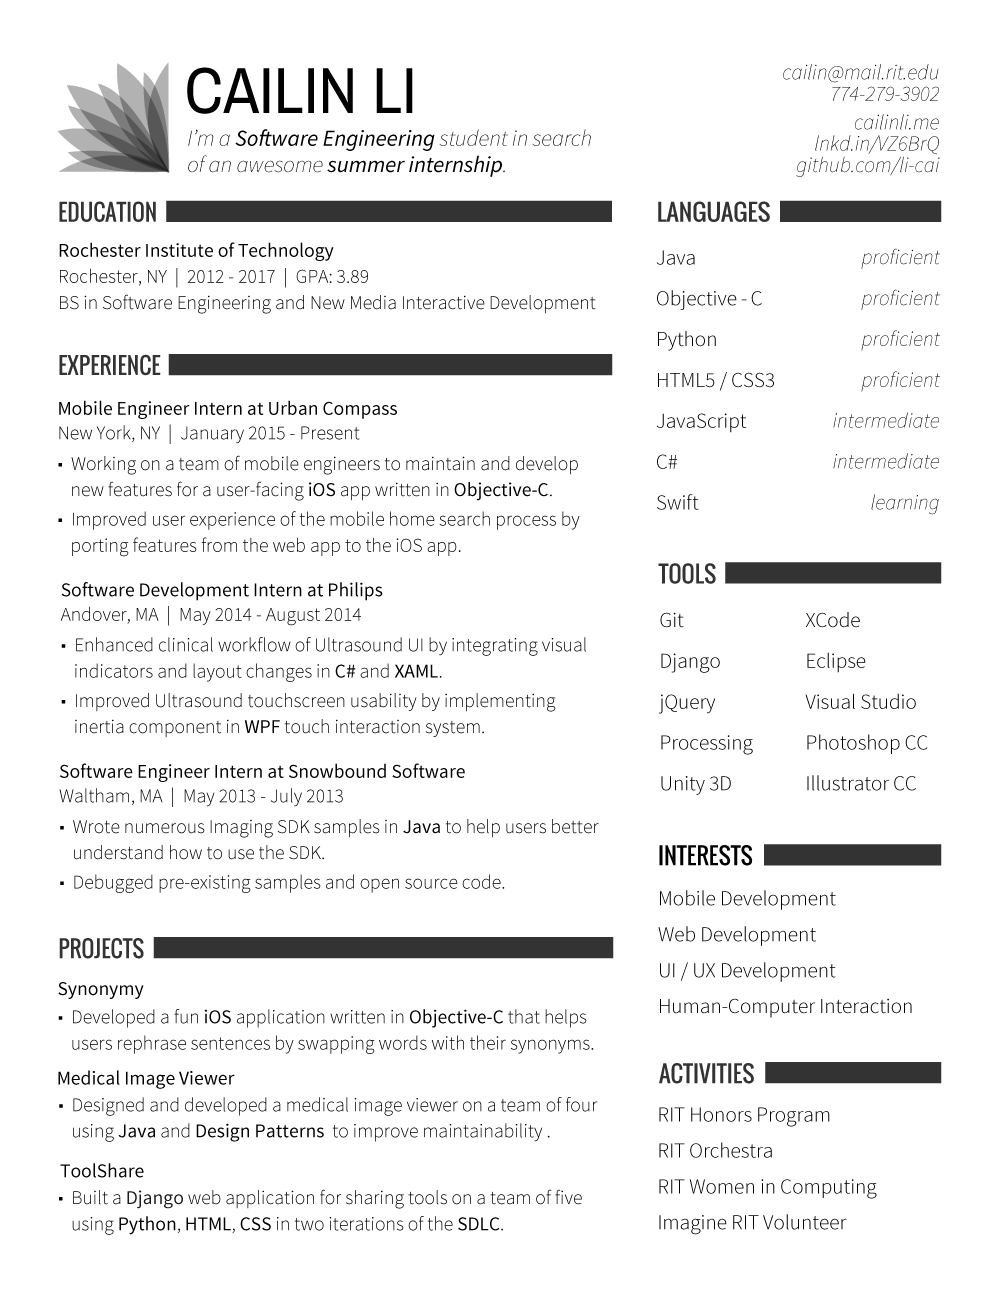 CAILIN LI
I'm a Software Engineering student in search
of an awesome summer internship.
cailin@mail.rit.edu
774-279-3902
cailinli.me
lnkd.in/VZ6BrQ
github.com/li-cai
EDUCATION
Rochester Institute of Technology
Rochester, NY | 2012 - 2017 | GPA: 3.89
BS in Software Engineering and New Media Interactive Development
EXPERIENCE
Mobile Engineer Intern at Urban Compass
New York, NY | January 2015 - Present
▪ Working on a team of mobile engineers to maintain and develop
new features for a user-facing iOS app written in Objective-C.
▪ Improved user experience of the mobile home search process by
porting features from the web app to the iOS app.
Software Development Intern at Philips
Andover, MA | May 2014 - August 2014
▪ Enhanced clinical workflow of Ultrasound UI by integrating visual
indicators and layout changes in C# and XAML.
▪ Improved Ultrasound touchscreen usability by implementing
inertia component in WPF touch interaction system.
Software Engineer Intern at Snowbound Software
Waltham, MA | May 2013 - July 2013
▪ Wrote numerous Imaging SDK samples in Java to help users better
understand how to use the SDK.
▪ Debugged pre-existing samples and open source code.
PROJECTS
Synonymy
▪ Developed a fun iOS application written in Objective-C that helps
users rephrase sentences by swapping words with their synonyms.
Medical Image Viewer
▪ Designed and developed a medical image viewer on a team of four
using Java and Design Patterns to improve maintainability .
ToolShare
▪ Built a Django web application for sharing tools on a team of five
using Python, HTML, CSS in two iterations of the SDLC.
LANGUAGES
Java proficient
Objective - C proficient
Python proficient
HTML5 / CSS3 proficient
JavaScript intermediate
C# intermediate
Swift learning
TOOLS
Git XCode
Django Eclipse
jQuery Visual Studio
Processing Photoshop CC
Unity 3D Illustrator CC
INTERESTS
Mobile Development
Web Development
UI / UX Development
Human-Computer Interaction
ACTIVITIES
RIT Honors Program
RIT Orchestra
RIT Women in Computing
Imagine RIT Volunteer